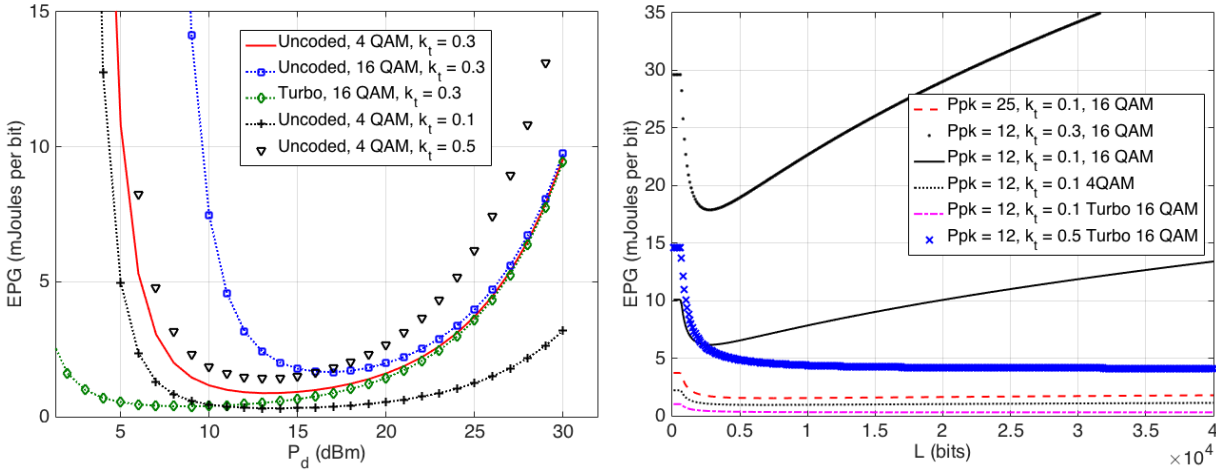 15
10
5
0
EPG (mJoules per bit)
5
10
15
20
25
30
P_d (dBm)
Uncoded, 4 QAM, k_t = 0.3
Uncoded, 16 QAM, k_t = 0.3
Turbo, 16 QAM, k_t = 0.3
Uncoded, 4 QAM, k_t = 0.1
Uncoded, 4 QAM, k_t = 0.5
35
30
25
20
15
10
5
0
EPG (mJoules per bit)
0
0.5
1
1.5
2
2.5
3
3.5
4
L (bits)
×10^4
Ppk = 25, k_t = 0.1, 16 QAM
Ppk = 12, k_t = 0.3, 16 QAM
Ppk = 12, k_t = 0.1, 16 QAM
Ppk = 12, k_t = 0.1 4QAM
Ppk = 12, k_t = 0.1 Turbo 16 QAM
Ppk = 12, k_t = 0.5 Turbo 16 QAM